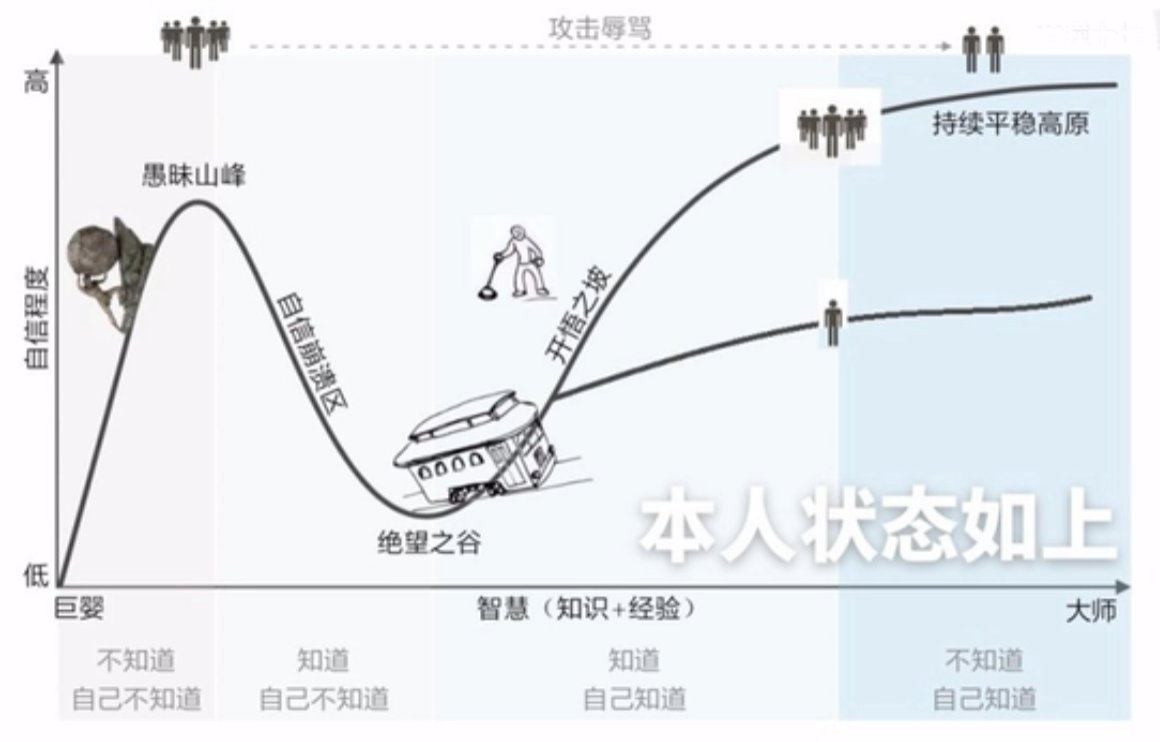 攻击辱骂
高
持续平稳高原
愚昧山峰
自信程度
自信崩溃区
开悟之坡
本人状态如上
绝望之谷
低
巨婴
智慧（知识+经验）
大师
不知道
自己不知道
知道
自己不知道
知道
自己知道
不知道
自己知道